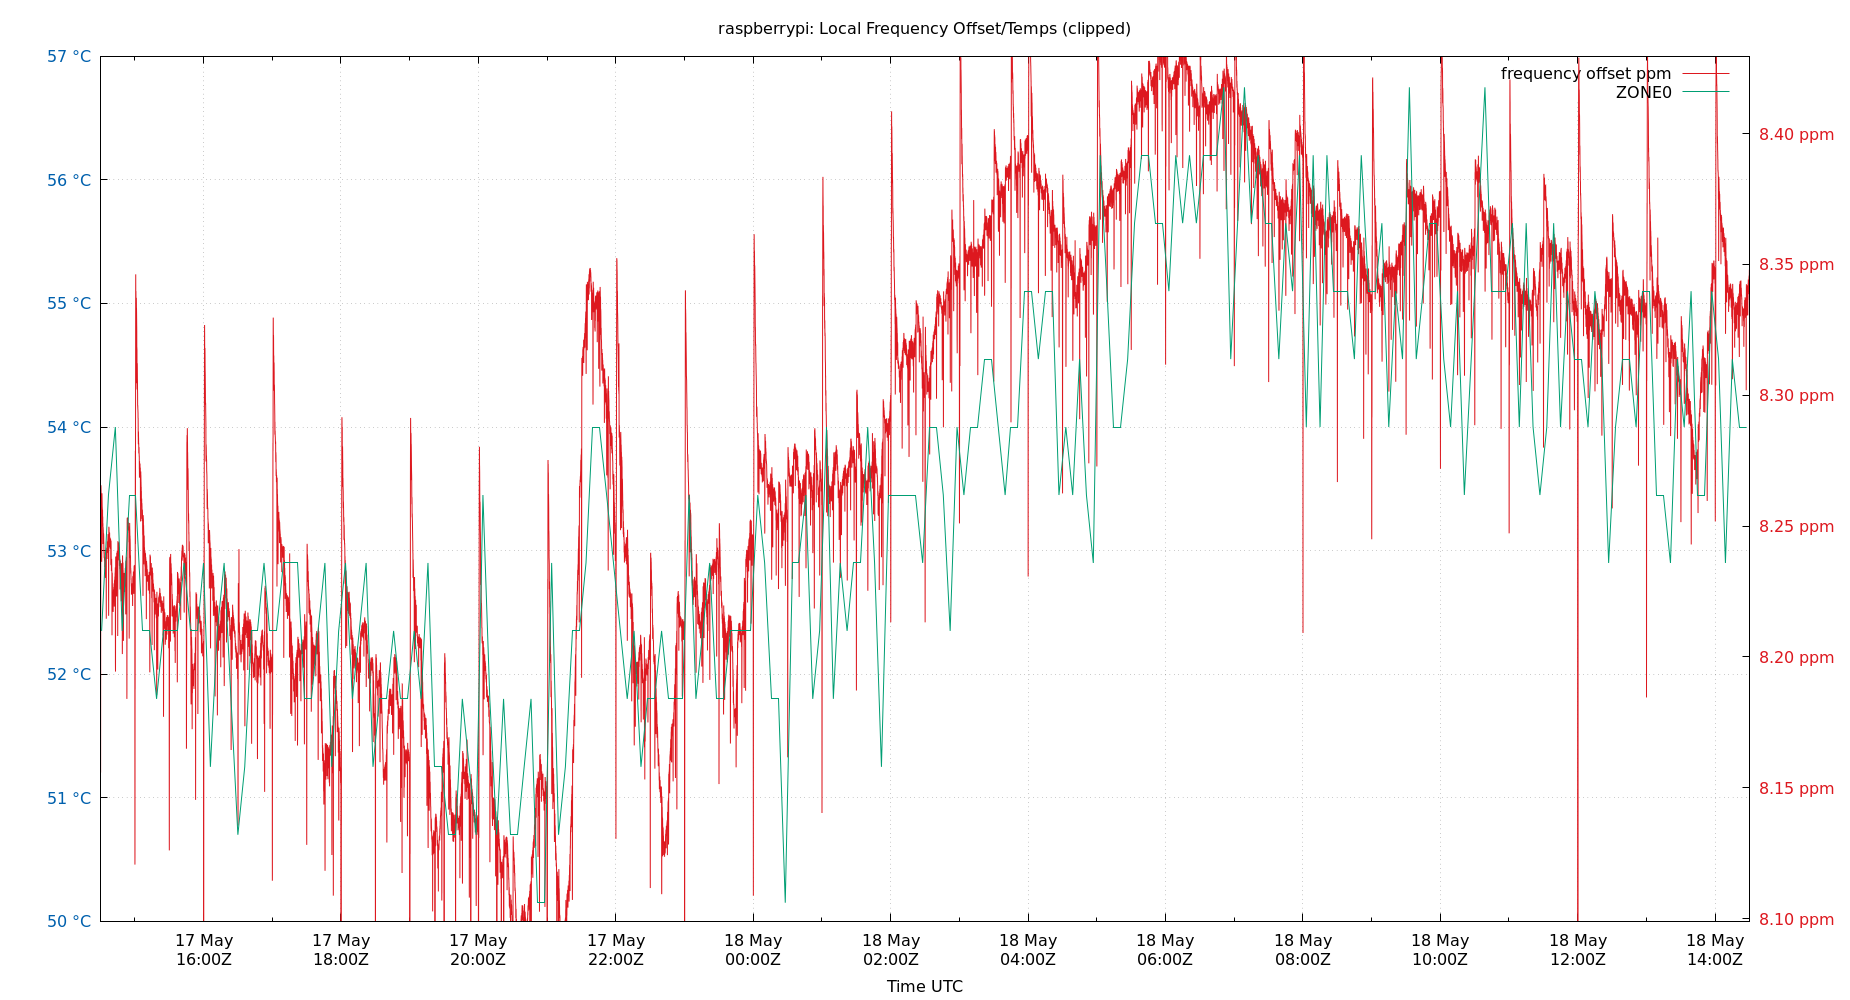 raspberrypi: Local Frequency Offset/Temps (clipped)
frequency offset ppm
ZONE0
57 °C
56 °C
55 °C
54 °C
53 °C
52 °C
51 °C
50 °C
8.40 ppm
8.35 ppm
8.30 ppm
8.25 ppm
8.20 ppm
8.15 ppm
8.10 ppm
17 May
16:00Z
17 May
18:00Z
17 May
20:00Z
17 May
22:00Z
18 May
00:00Z
18 May
02:00Z
18 May
04:00Z
18 May
06:00Z
18 May
08:00Z
18 May
10:00Z
18 May
12:00Z
18 May
14:00Z
Time UTC